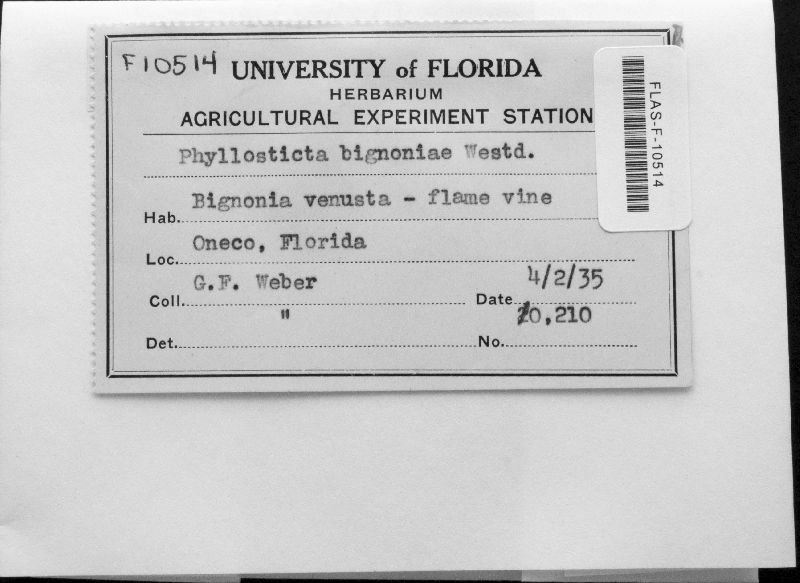 F10514
UNIVERSITY of FLORIDA
HERBARIUM
AGRICULTURAL EXPERIMENT STATION
Phyllosticta bignoniae Westd.
Hab. Bignonia venusta - flame vine
Loc. Oneco, Florida
Coll. G.F. Weber Date 4/2/35
Det. " No. 10,210
FLAS-F-10514